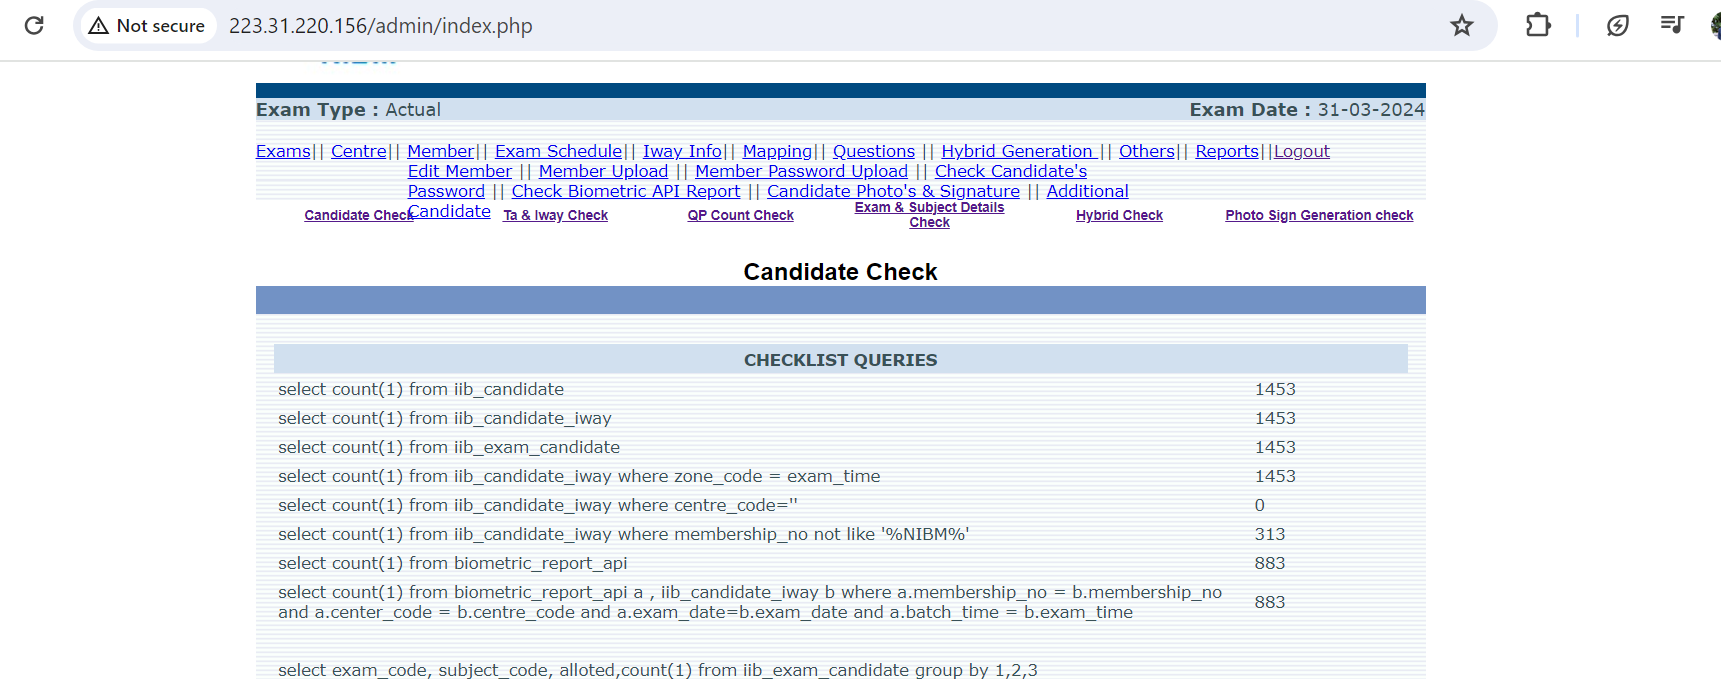 Not secure 223.31.220.156/admin/index.php
Exam Type : Actual Exam Date : 31-03-2024
Exams|| Centre|| Member|| Exam Schedule|| Iway Info|| Mapping|| Questions || Hybrid Generation || Others|| Reports||Logout
Edit Member || Member Upload || Member Password Upload || Check Candidate's
Password || Check Biometric API Report || Candidate Photo's & Signature || Additional
Candidate
Candidate Check Ta & Iway Check QP Count Check Exam & Subject Details Hybrid Check Photo Sign Generation check
Check
Candidate Check
CHECKLIST QUERIES
select count(1) from iib_candidate 1453
select count(1) from iib_candidate_iway 1453
select count(1) from iib_exam_candidate 1453
select count(1) from iib_candidate_iway where zone_code = exam_time 1453
select count(1) from iib_candidate_iway where centre_code='' 0
select count(1) from iib_candidate_iway where membership_no not like '%NIBM%' 313
select count(1) from biometric_report_api 883
select count(1) from biometric_report_api a , iib_candidate_iway b where a.membership_no = b.membership_no
and a.center_code = b.centre_code and a.exam_date=b.exam_date and a.batch_time = b.exam_time 883
select exam_code, subject_code, alloted,count(1) from iib_exam_candidate group by 1,2,3